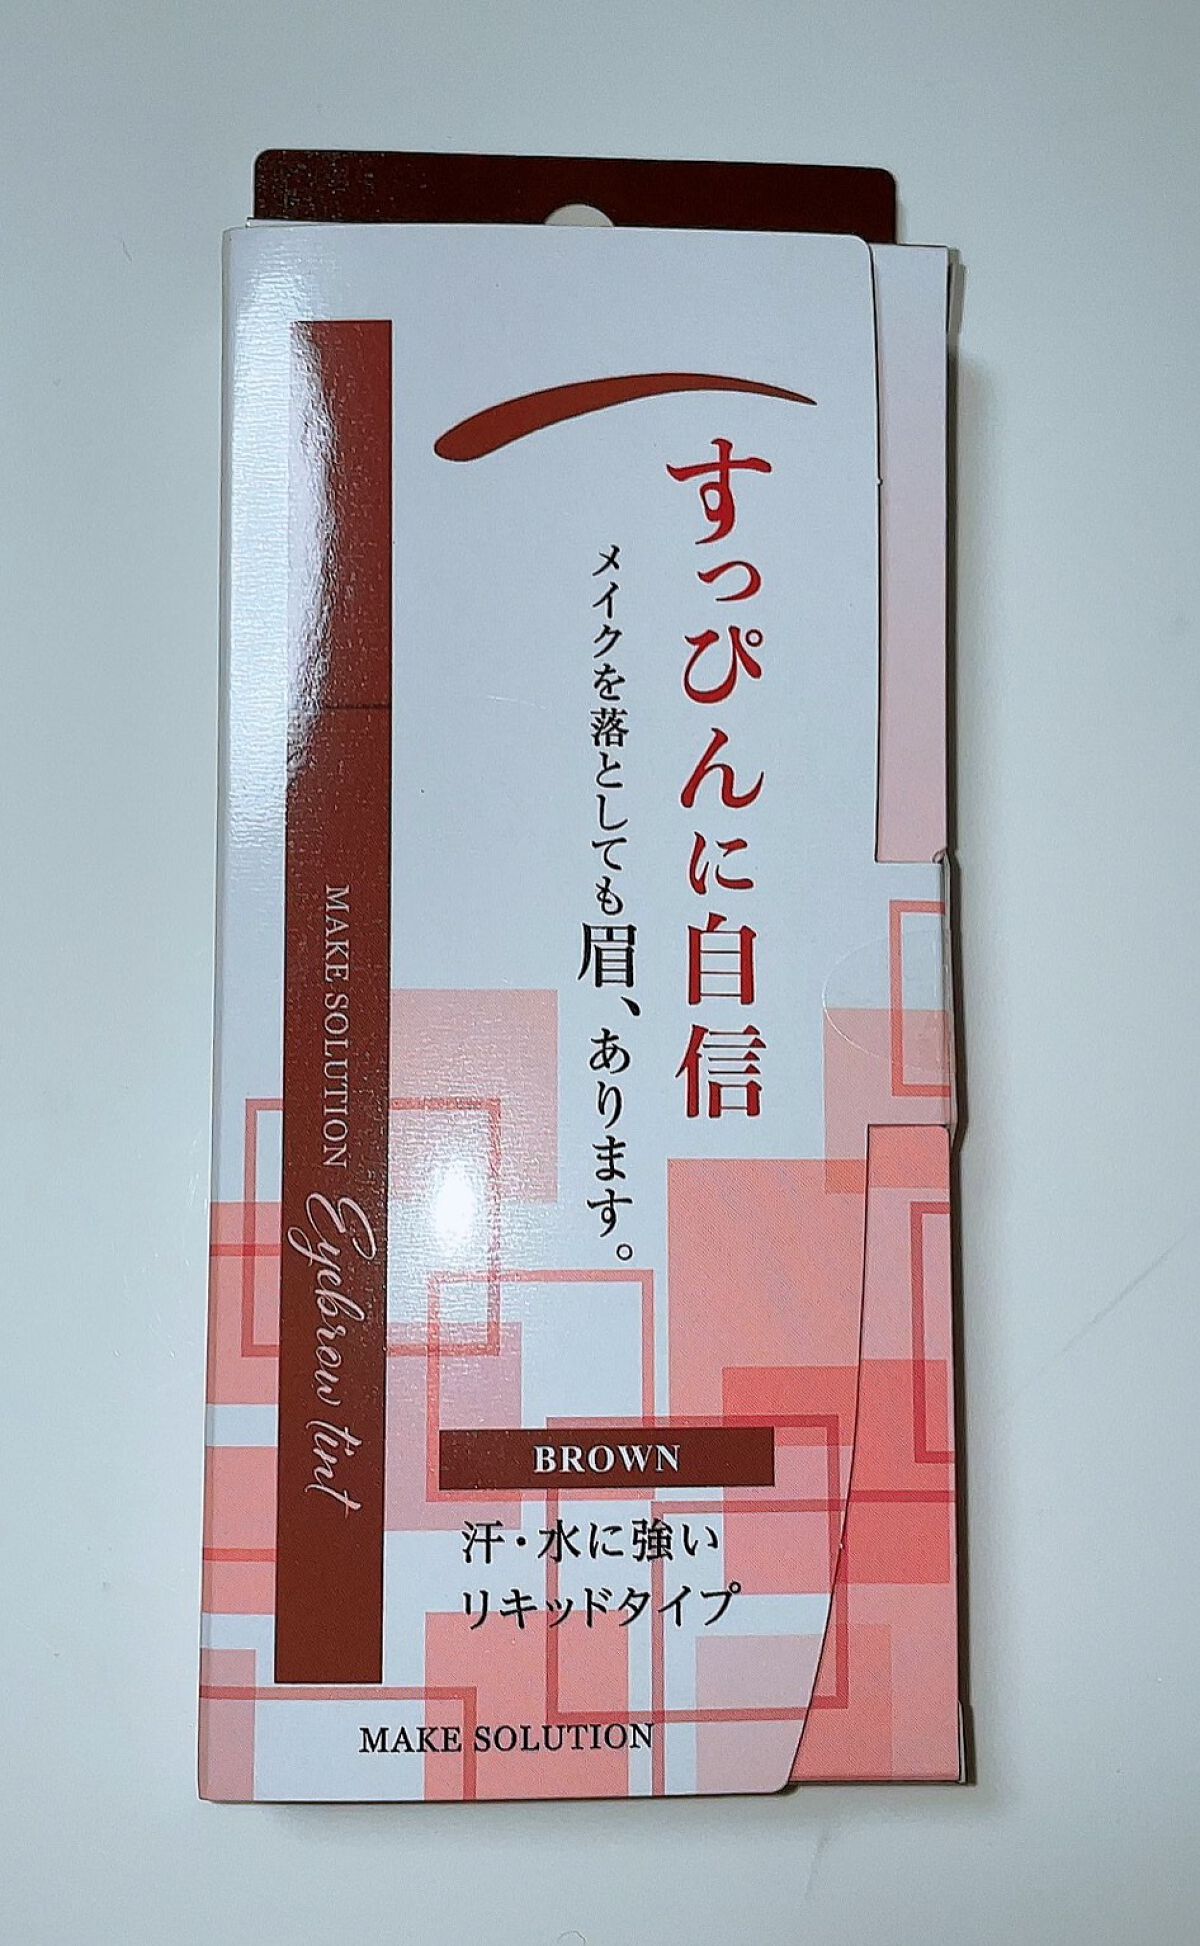 すっぴんに自信
メイクを落としても眉、あります。
MAKE SOLUTION Eyebrow tint
BROWN
汗・水に強い
リキッドタイプ
MAKE SOLUTION